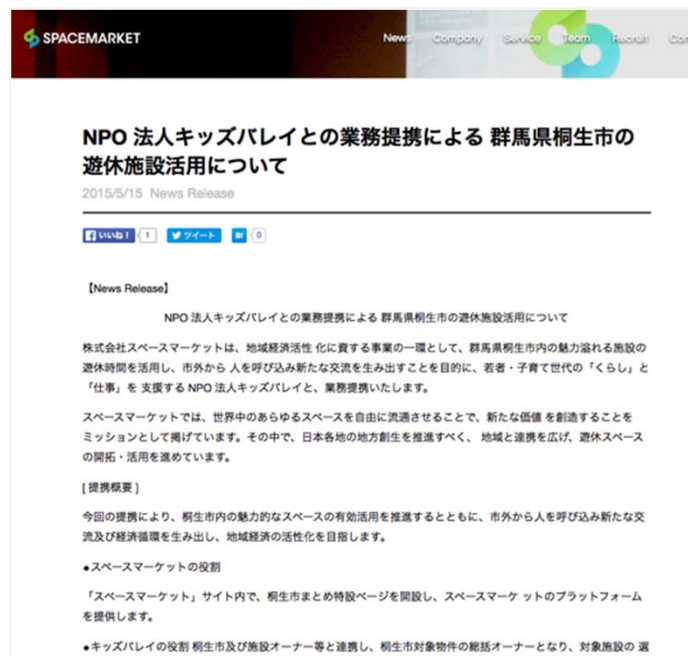 SPACEMARKET
News Company Service Team Recruit
NPO 法人キッズバレイとの業務提携による 群馬県桐生市の
遊休施設活用について
2015/5/15 News Release
いいね！ 1 ツイート B! 0
【News Release】
NPO 法人キッズバレイとの業務提携による 群馬県桐生市の遊休施設活用について
株式会社スペースマーケットは、地域経済活性 化に資する事業の一環として、群馬県桐生市内の魅力溢れる施設の
遊休時間を活用し、市外から 人を呼び込み新たな交流を生み出すことを目的に、若者・子育て世代の「くらし」と
「仕事」を 支援する NPO 法人キッズバレイと、業務提携いたします。
スペースマーケットでは、世界中のあらゆるスペースを自由に流通させることで、新たな価値 を創造することを
ミッションとして掲げています。その中で、日本各地の地方創生を推進すべく、 地域と連携を広げ、遊休スペース
の開拓・活用を進めています。
[ 提携概要 ]
今回の提携により、桐生市内の魅力的なスペースの有効活用を推進するとともに、市外から人を呼び込み新たな交
流及び経済循環を生み出し、地域経済の活性化を目指します。
◆スペースマーケットの役割
「スペースマーケット」サイト内で、桐生市まとめ特設ページを開設し、スペースマーケ ットのプラットフォーム
を提供します。
◆キッズバレイの役割 桐生市及び施設オーナー等と連携し、桐生市対象物件の総括オーナーとなり、対象施設の 選